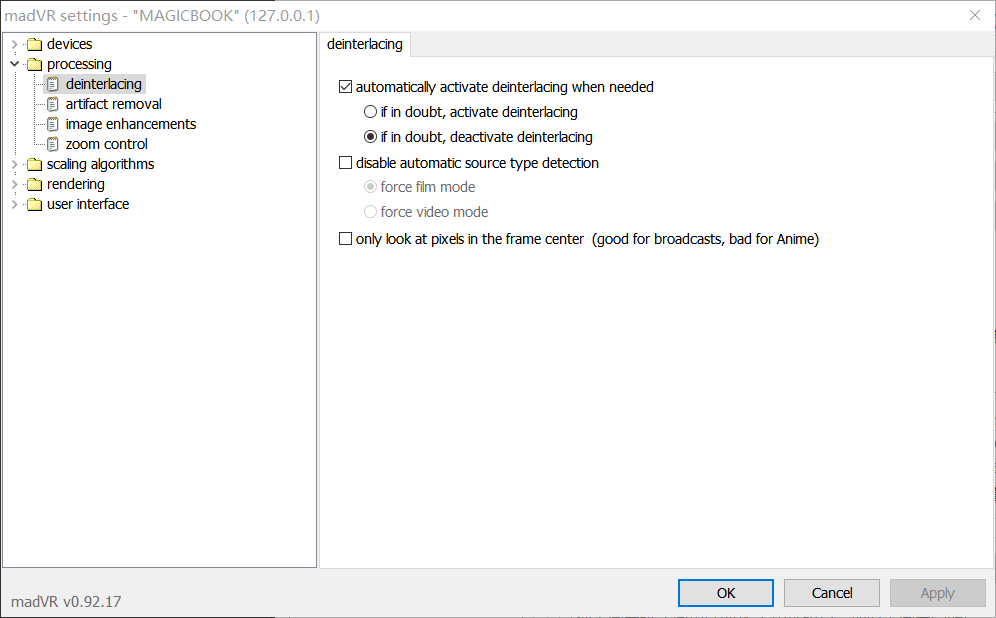 madVR settings - "MAGICBOOK" (127.0.0.1)
devices
processing
deinterlacing
artifact removal
image enhancements
zoom control
scaling algorithms
rendering
user interface
deinterlacing
automatically activate deinterlacing when needed
if in doubt, activate deinterlacing
if in doubt, deactivate deinterlacing
disable automatic source type detection
force film mode
force video mode
only look at pixels in the frame center (good for broadcasts, bad for Anime)
madVR v0.92.17
OK
Cancel
Apply